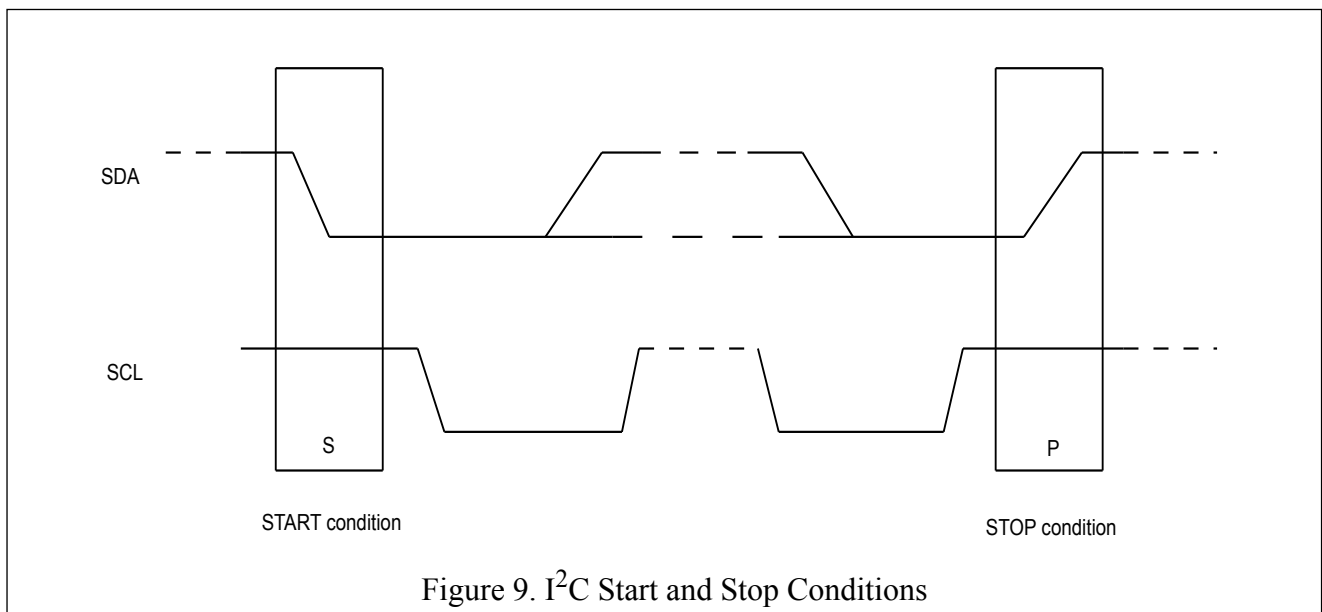 SDA
SCL
S
P
START condition
STOP condition
Figure 9. I²C Start and Stop Conditions